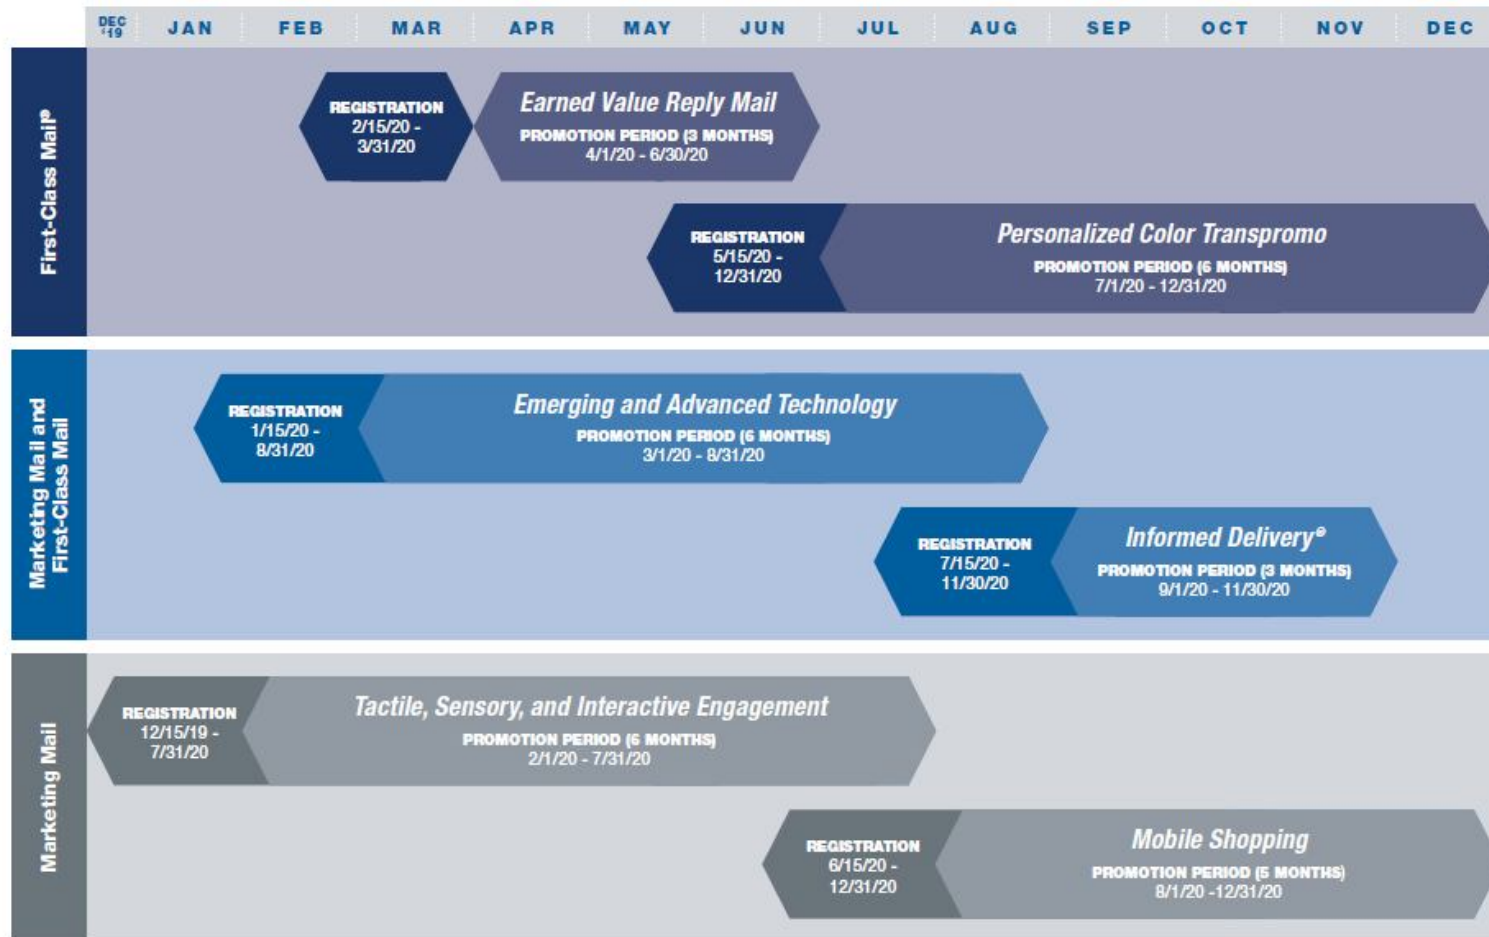 DEC '19 JAN FEB MAR APR MAY JUN JUL AUG SEP OCT NOV DEC
First-Class Mail®
REGISTRATION
2/15/20 -
3/31/20
Earned Value Reply Mail
PROMOTION PERIOD (3 MONTHS)
4/1/20 - 6/30/20
REGISTRATION
5/15/20 -
12/31/20
Personalized Color Transpromo
PROMOTION PERIOD (6 MONTHS)
7/1/20 - 12/31/20
Marketing Mail and
First-Class Mail
REGISTRATION
1/15/20 -
8/31/20
Emerging and Advanced Technology
PROMOTION PERIOD (6 MONTHS)
3/1/20 - 8/31/20
REGISTRATION
7/15/20 -
11/30/20
Informed Delivery®
PROMOTION PERIOD (3 MONTHS)
9/1/20 - 11/30/20
Marketing Mail
REGISTRATION
12/15/19 -
7/31/20
Tactile, Sensory, and Interactive Engagement
PROMOTION PERIOD (6 MONTHS)
2/1/20 - 7/31/20
REGISTRATION
6/15/20 -
12/31/20
Mobile Shopping
PROMOTION PERIOD (5 MONTHS)
8/1/20 -12/31/20